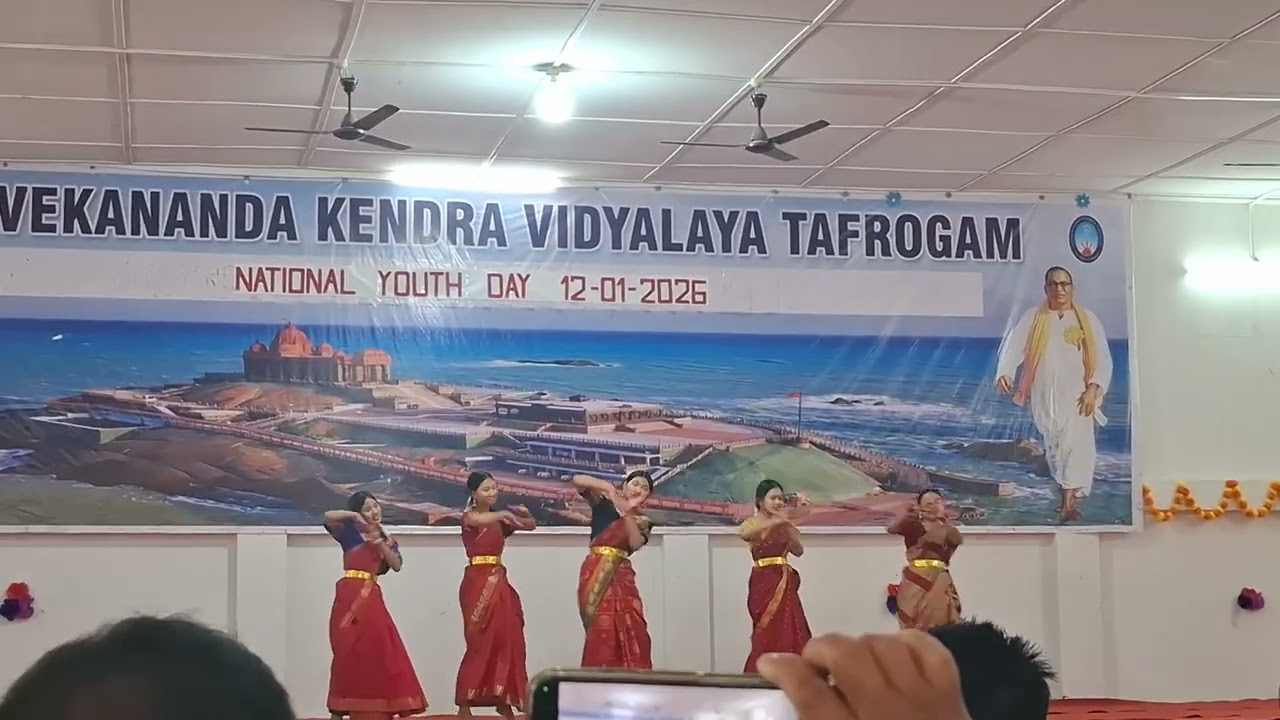 VEKANANDA KENDRA VIDYALAYA TAFROGAM
NATIONAL YOUTH DAY 12-01-2026